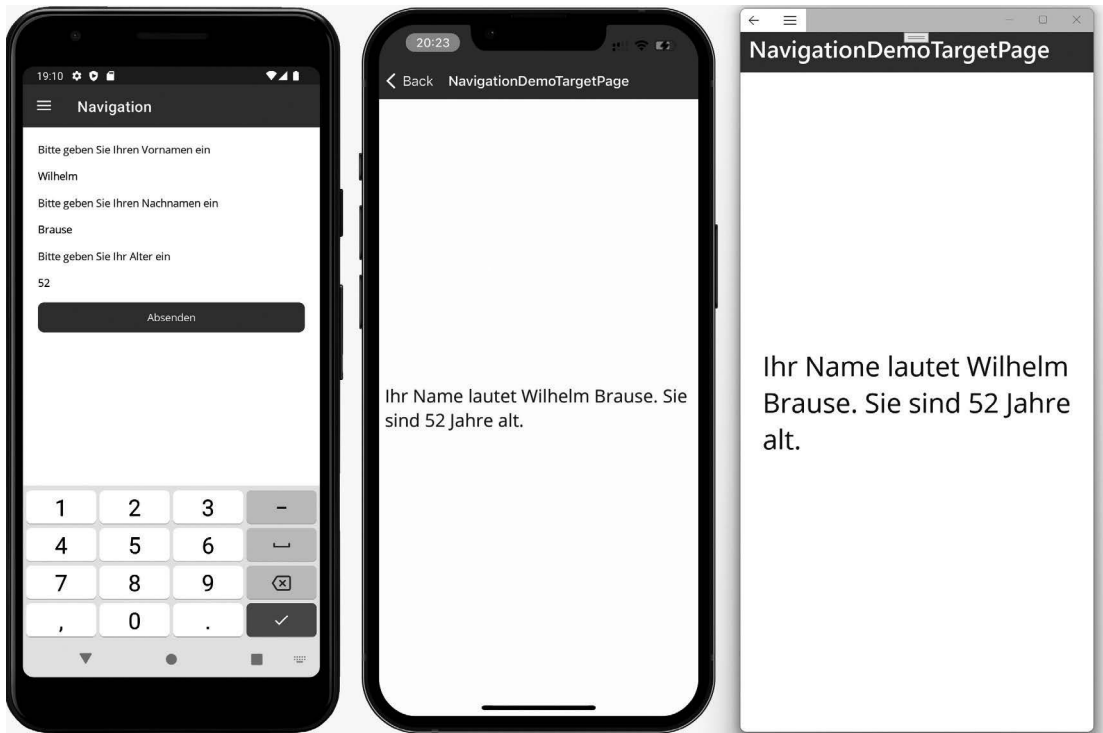 19:10
Navigation
Bitte geben Sie Ihren Vornamen ein
Wilhelm
Bitte geben Sie Ihren Nachnamen ein
Brause
Bitte geben Sie Ihr Alter ein
52
Absenden
1 2 3 –
4 5 6
7 8 9
, 0 .
20:23
Back NavigationDemoTargetPage
Ihr Name lautet Wilhelm Brause. Sie
sind 52 Jahre alt.
NavigationDemoTargetPage
Ihr Name lautet Wilhelm
Brause. Sie sind 52 Jahre
alt.